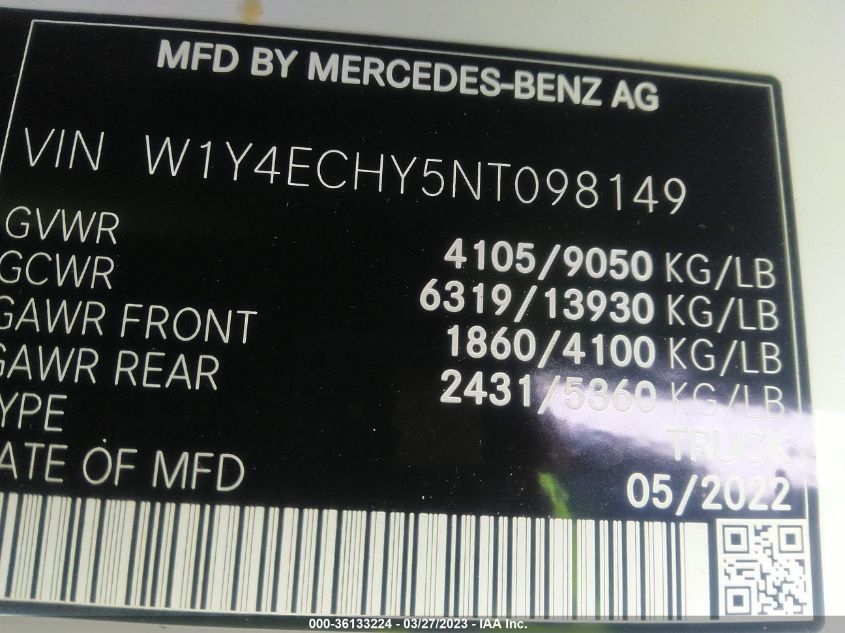 MFD BY MERCEDES-BENZ AG
VIN W1Y4ECHY5NT098149
GVWR 4105/9050 KG/LB
GCWR 6319/13930 KG/LB
GAWR FRONT 1860/4100 KG/LB
GAWR REAR 2431/5360 KG/LB
YPE TRUCK
ATE OF MFD 05/2022
000-36133224 - 03/27/2023 - IAA Inc.